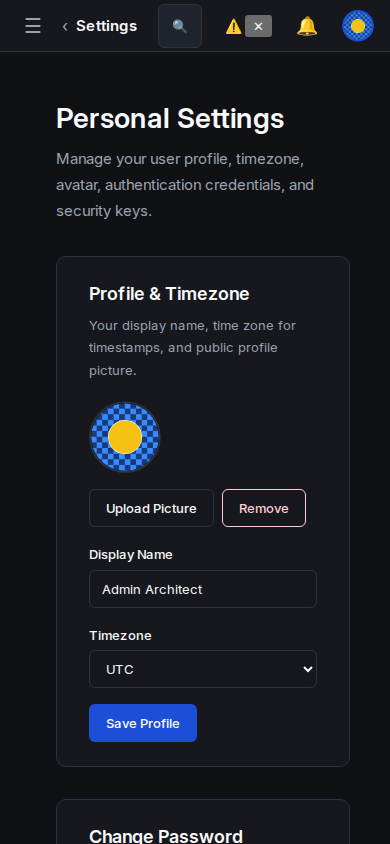 Settings
Personal Settings
Manage your user profile, timezone,
avatar, authentication credentials, and
security keys.
Profile & Timezone
Your display name, time zone for
timestamps, and public profile
picture.
Upload Picture
Remove
Display Name
Admin Architect
Timezone
UTC
Save Profile
Change Password